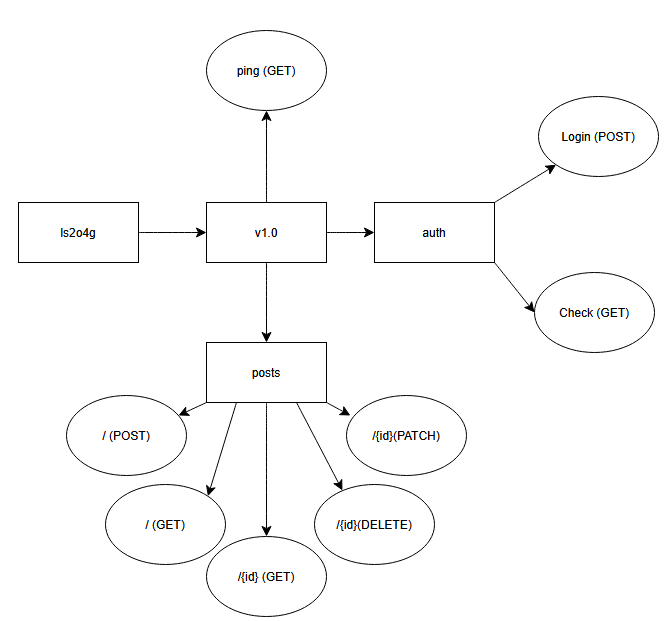 ping (GET)
Login (POST)
ls2o4g
v1.0
auth
Check (GET)
posts
/ (POST)
/{id}(PATCH)
/ (GET)
/{id}(DELETE)
/{id} (GET)